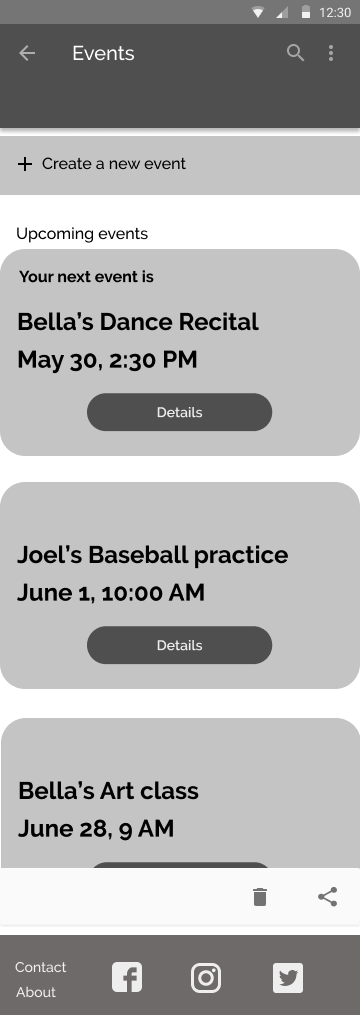 12:30
Events
+ Create a new event
Upcoming events
Your next event is
Bella’s Dance Recital
May 30, 2:30 PM
Details
Joel’s Baseball practice
June 1, 10:00 AM
Details
Bella’s Art class
June 28, 9 AM
Contact
About